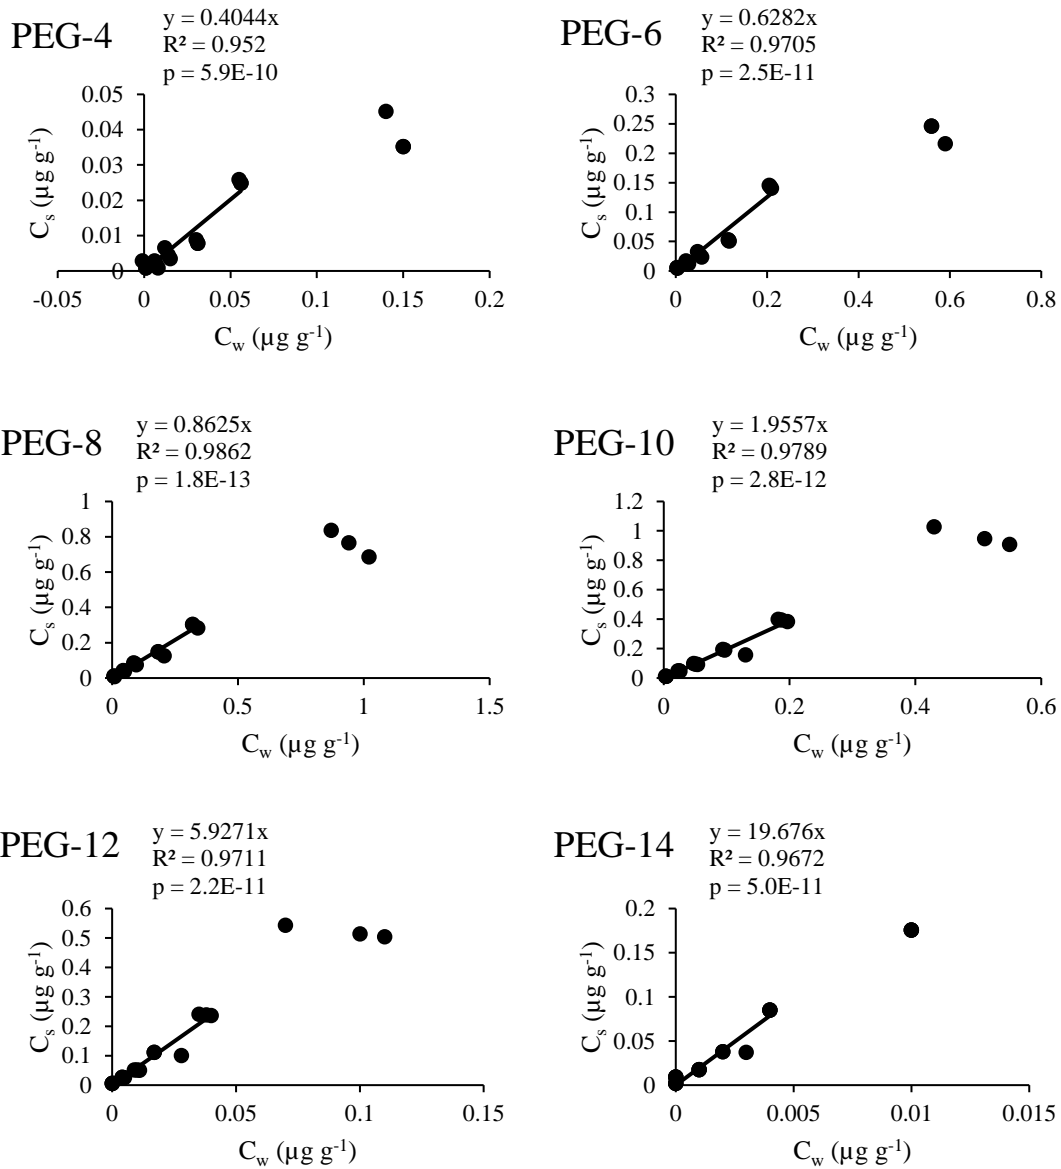 PEG-4
y = 0.4044x
R² = 0.952
p = 5.9E-10
0.05
0.04
0.03
0.02
0.01
0
-0.05 0 0.05 0.1 0.15 0.2
Cs (µg g-1)
Cw (µg g-1)
PEG-6
y = 0.6282x
R² = 0.9705
p = 2.5E-11
0.3
0.25
0.2
0.15
0.1
0.05
0
0 0.2 0.4 0.6 0.8
Cs (µg g-1)
Cw (µg g-1)
PEG-8
y = 0.8625x
R² = 0.9862
p = 1.8E-13
1
0.8
0.6
0.4
0.2
0
0 0.5 1 1.5
Cs (µg g-1)
Cw (µg g-1)
PEG-10
y = 1.9557x
R² = 0.9789
p = 2.8E-12
1.2
1
0.8
0.6
0.4
0.2
0
0 0.2 0.4 0.6
Cs (µg g-1)
Cw (µg g-1)
PEG-12
y = 5.9271x
R² = 0.9711
p = 2.2E-11
0.6
0.5
0.4
0.3
0.2
0.1
0
0 0.05 0.1 0.15
Cs (µg g-1)
Cw (µg g-1)
PEG-14
y = 19.676x
R² = 0.9672
p = 5.0E-11
0.2
0.15
0.1
0.05
0
0 0.005 0.01 0.015
Cs (µg g-1)
Cw (µg g-1)